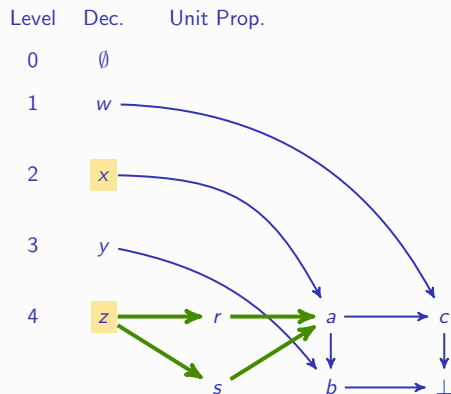 Level Dec. Unit Prop.
0 ∅
1 w
2 x
3 y
4 z r a c
s b ⊥